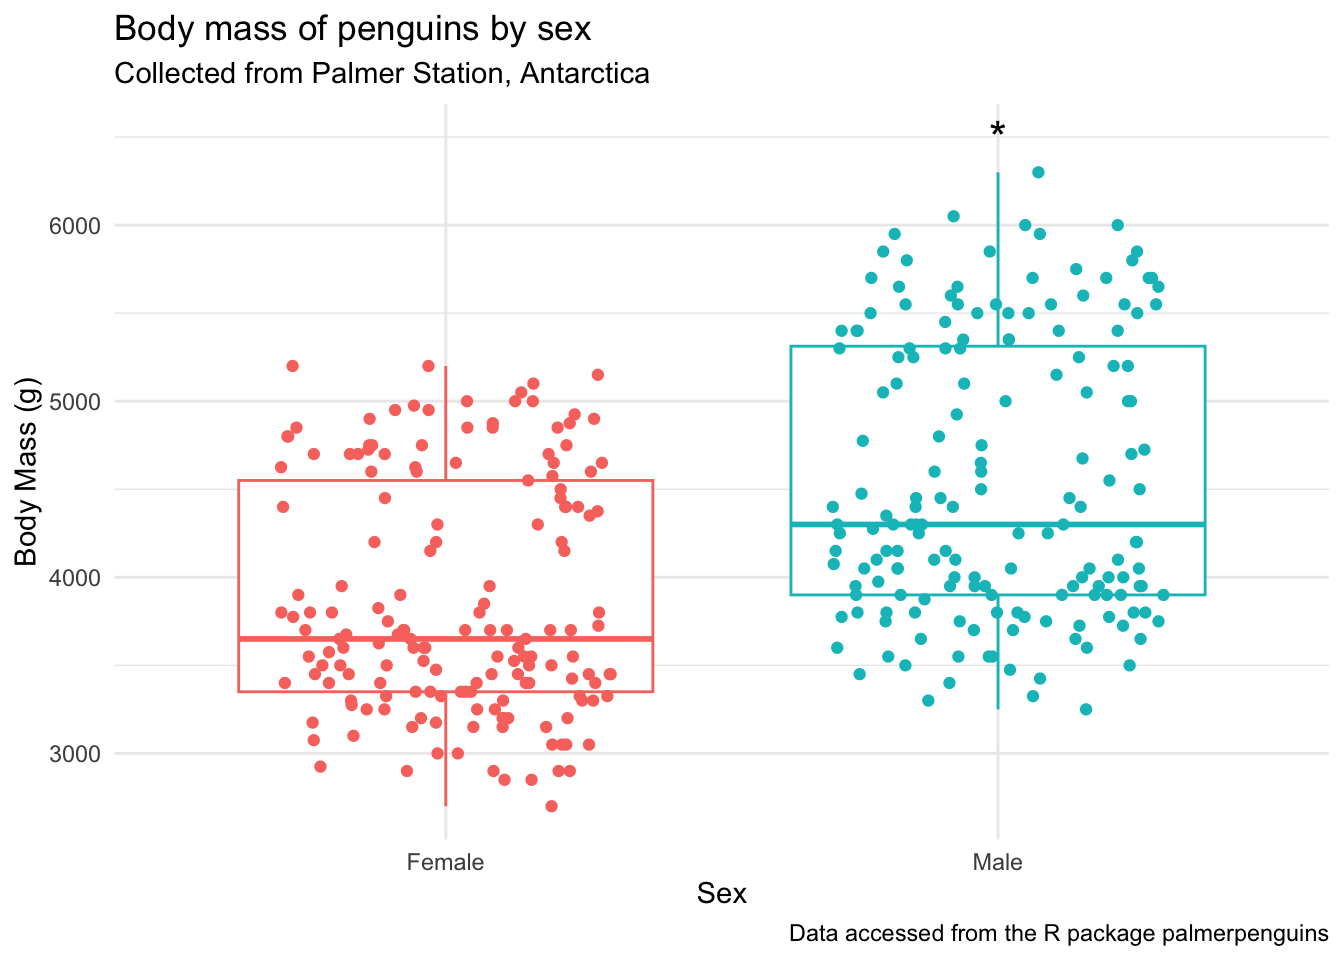 Body mass of penguins by sex
Collected from Palmer Station, Antarctica
*
6000
5000
4000
3000
Body Mass (g)
Female
Male
Sex
Data accessed from the R package palmerpenguins